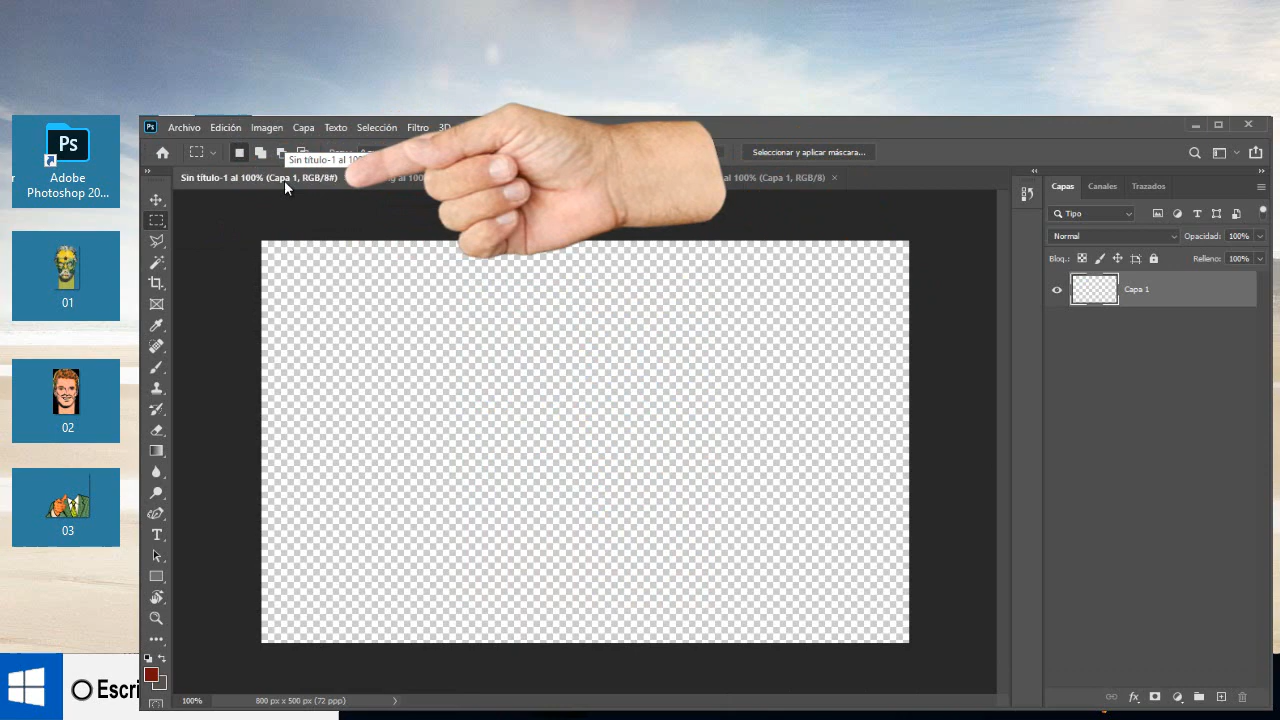 Ps
Adobe
Photoshop 20...
01
02
03
Escri
Ps Archivo Edición Imagen Capa Texto Selección Filtro 3D
Seleccionar y aplicar máscara...
Sin título-1 al 100
Sin título-1 al 100% (Capa 1, RGB/8#)
al 100% (Capa 1, RGB/8) ×
T
100% 800 px x 500 px (72 ppp)
Capas Canales Trazados
Tipo
Normal Opacidad: 100%
Bloq.: Relleno: 100%
Capa 1
fx